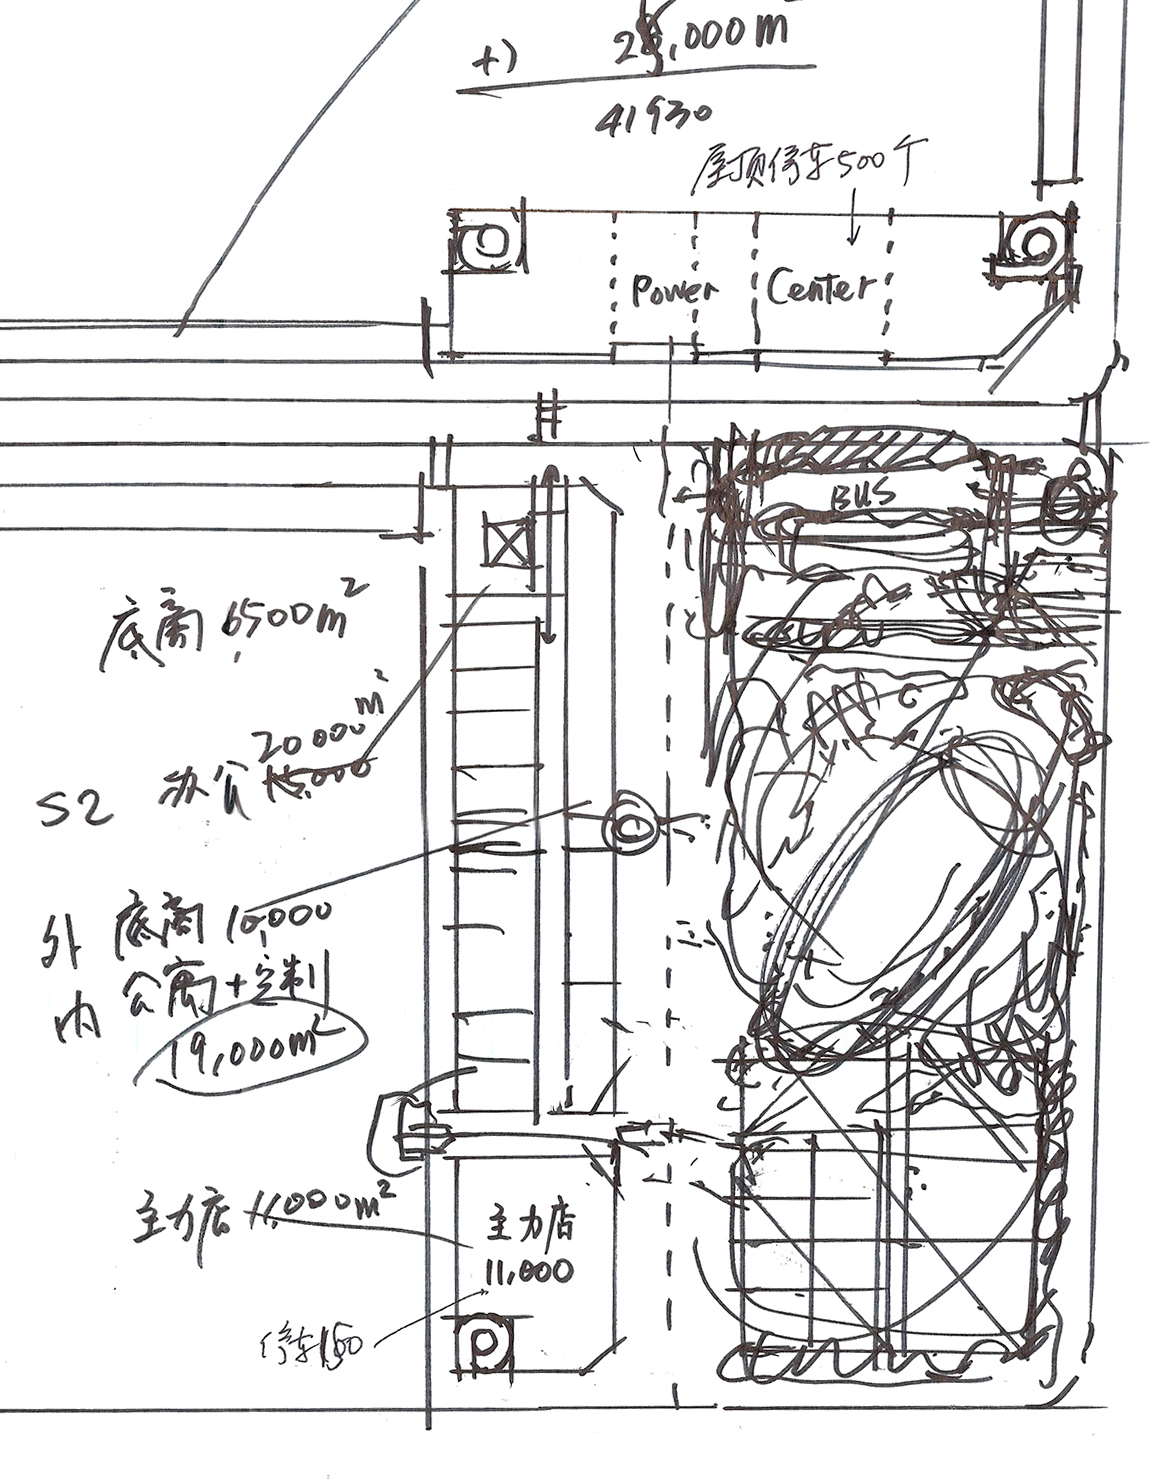 +)
000m
41930
屋顶停车500个
Power Center
BUS
底商 6500m²
20000m²
S2 办公 15,000
外 底商 10,000
内 公寓+定制
19,000m²
主力店 11,000m²
主力店
11,000
停车150
P